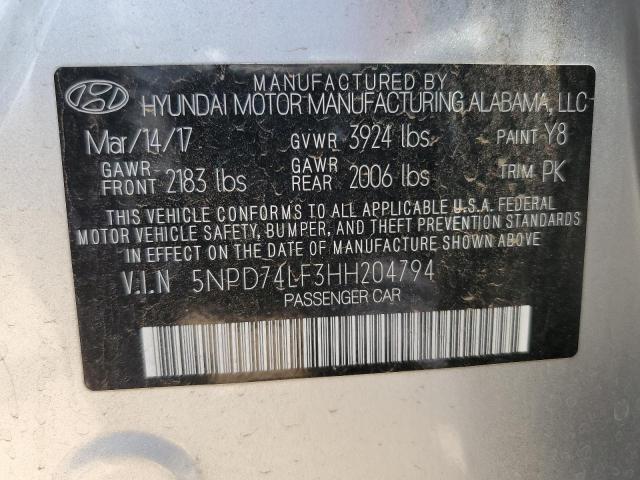 MANUFACTURED BY
HYUNDAI MOTOR MANUFACTURING ALABAMA, LLC
Mar/14/17 GVWR 3924 lbs. PAINT Y8
GAWR FRONT 2183 lbs GAWR REAR 2006 lbs TRIM PK
THIS VEHICLE CONFORMS TO ALL APPLICABLE U.S.A. FEDERAL
MOTOR VEHICLE SAFETY, BUMPER, AND THEFT PREVENTION STANDARDS
IN EFFECT ON THE DATE OF MANUFACTURE SHOWN ABOVE
V.I.N 5NPD74LF3HH204794
PASSENGER CAR